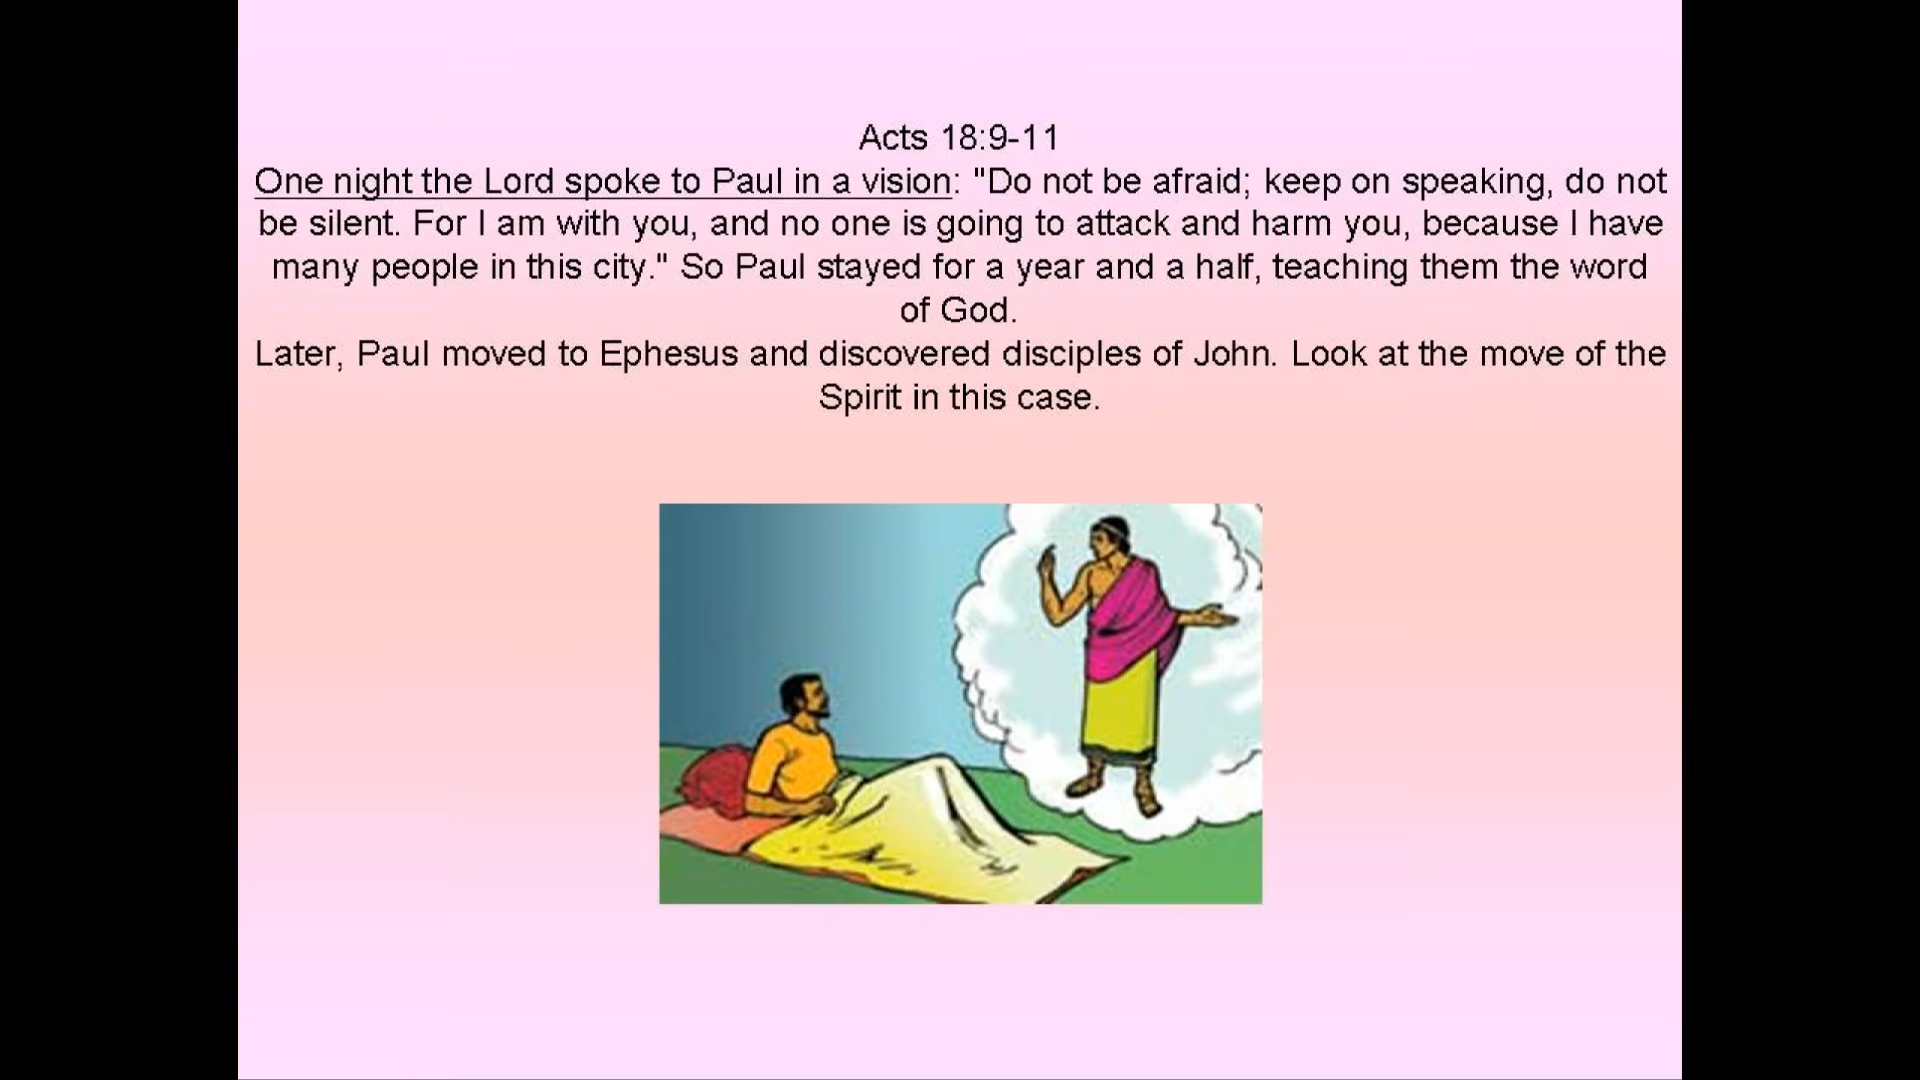 Acts 18:9-11
One night the Lord spoke to Paul in a vision: "Do not be afraid; keep on speaking, do not
be silent. For I am with you, and no one is going to attack and harm you, because I have
many people in this city." So Paul stayed for a year and a half, teaching them the word
of God.
Later, Paul moved to Ephesus and discovered disciples of John. Look at the move of the
Spirit in this case.